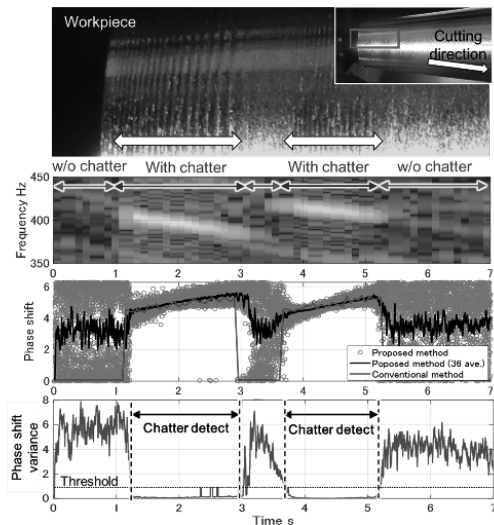 Workpiece
Cutting
direction
w/o chatter With chatter With chatter w/o chatter
Frequency Hz
450
400
350
0 1 2 3 4 5 6 7
Phase shift
6
4
2
0
Proposed method
Poposed method (36 ave.)
Conventional method
0 1 2 3 4 5 6 7
Phase shift
variance
8
6
4
2
0
Chatter detect Chatter detect
Threshold
0 1 2 3 4 5 6 7
Time s